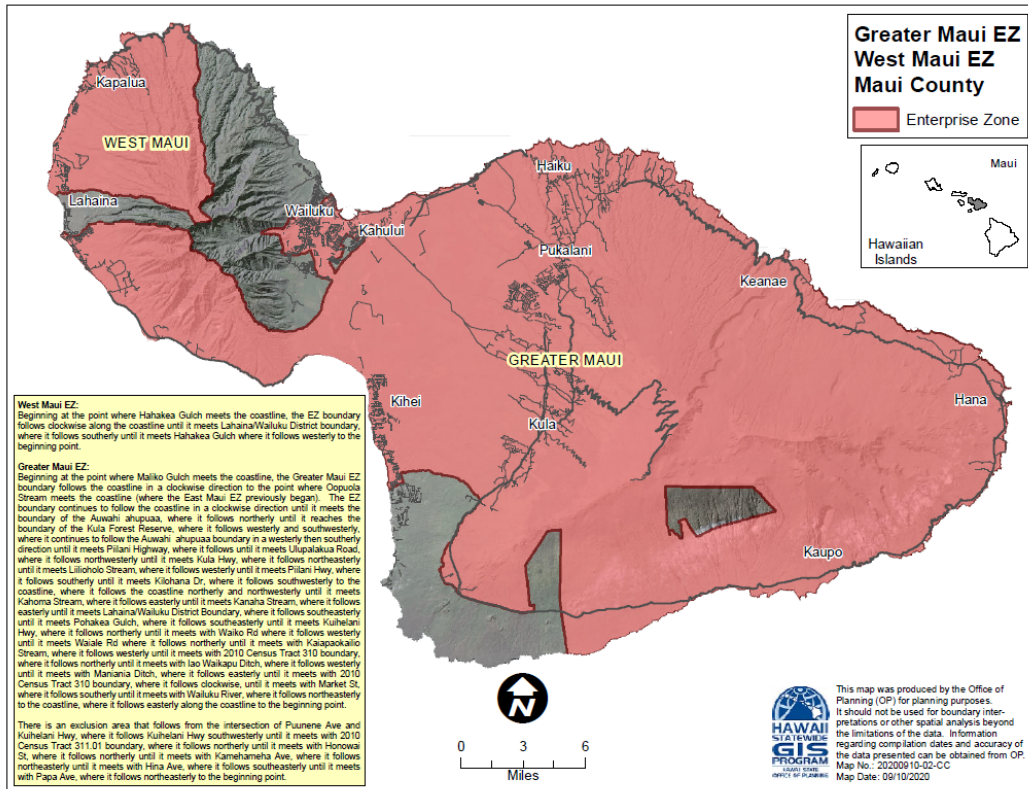 Greater Maui EZ
West Maui EZ
Maui County
Enterprise Zone
Maui
Hawaiian
Islands
Kapalua
WEST MAUI
Lahaina
Wailuku
Kahului
Haiku
Pukalani
Keanae
GREATER MAUI
Kihei
Kula
Hana
Kaupo
West Maui EZ:
Beginning at the point where Hahakea Gulch meets the coastline, the EZ boundary
follows clockwise along the coastline until it meets Lahaina/Wailuku District boundary,
where it follows southerly until it meets Hahakea Gulch where it follows westerly to the
beginning point.
Greater Maui EZ:
Beginning at the point where Maliko Gulch meets the coastline, the Greater Maui EZ
boundary follows the coastline in a clockwise direction to the point where Oopuola
Stream meets the coastline (where the East Maui EZ previously began). The EZ
boundary continues to follow the coastline in a clockwise direction until it meets the
boundary of the Auwahi ahupuaa, where it follows northerly until it reaches the
boundary of the Kula Forest Reserve, where it follows westerly and southwesterly,
where it continues to follow the Auwahi ahupuaa boundary in a westerly then southerly
direction until it meets Piilani Highway, where it follows until it meets Ulupalakua Road,
where it follows northwesterly until it meets Kula Hwy, where it follows northeasterly
until it meets Liilioholo Stream, where it follows westerly until it meets Piilani Hwy, where
it follows southerly until it meets Kilohana Dr, where it follows southwesterly to the
coastline, where it follows the coastline northerly and northwesterly until it meets
Kahoma Stream, where it follows easterly until it meets Kanaha Stream, where it follows
easterly until it meets Lahaina/Wailuku District Boundary, where it follows southeasterly
until it meets Pohakea Gulch, where it follows southeasterly until it meets Kuihelani
Hwy, where it follows northerly until it meets with Waiko Rd where it follows westerly
until it meets Waiale Rd where it follows northerly until it meets with Kaiapaokailio
Stream, where it follows westerly until it meets with 2010 Census Tract 310 boundary,
where it follows northerly until it meets with Iao Waikapu Ditch, where it follows westerly
until it meets with Maniania Ditch, where it follows easterly until it meets with 2010
Census Tract 310 boundary, where it follows clockwise, until it meets with Market St,
where it follows southerly until it meets with Wailuku River, where it follows northeasterly
to the coastline, where it follows easterly along the coastline to the beginning point.
There is an exclusion area that follows from the intersection of Puunene Ave and
Kuihelani Hwy, where it follows Kuihelani Hwy southwesterly until it meets with 2010
Census Tract 311.01 boundary, where it follows northerly until it meets with Honowai
St, where it follows northerly until it meets with Kamehameha Ave, where it follows
northeasterly until it meets with Hina Ave, where it follows southeasterly until it meets
with Papa Ave, where it follows northeasterly to the beginning point.
N
0 3 6
Miles
HAWAII
STATEWIDE
GIS
PROGRAM
HAWAII STATE
OFFICE OF PLANNING
This map was produced by the Office of
Planning (OP) for planning purposes.
It should not be used for boundary inter-
pretations or other spatial analysis beyond
the limitations of the data. Information
regarding compilation dates and accuracy of
the data presented can be obtained from OP.
Map No.: 20200910-02-CC
Map Date: 09/10/2020